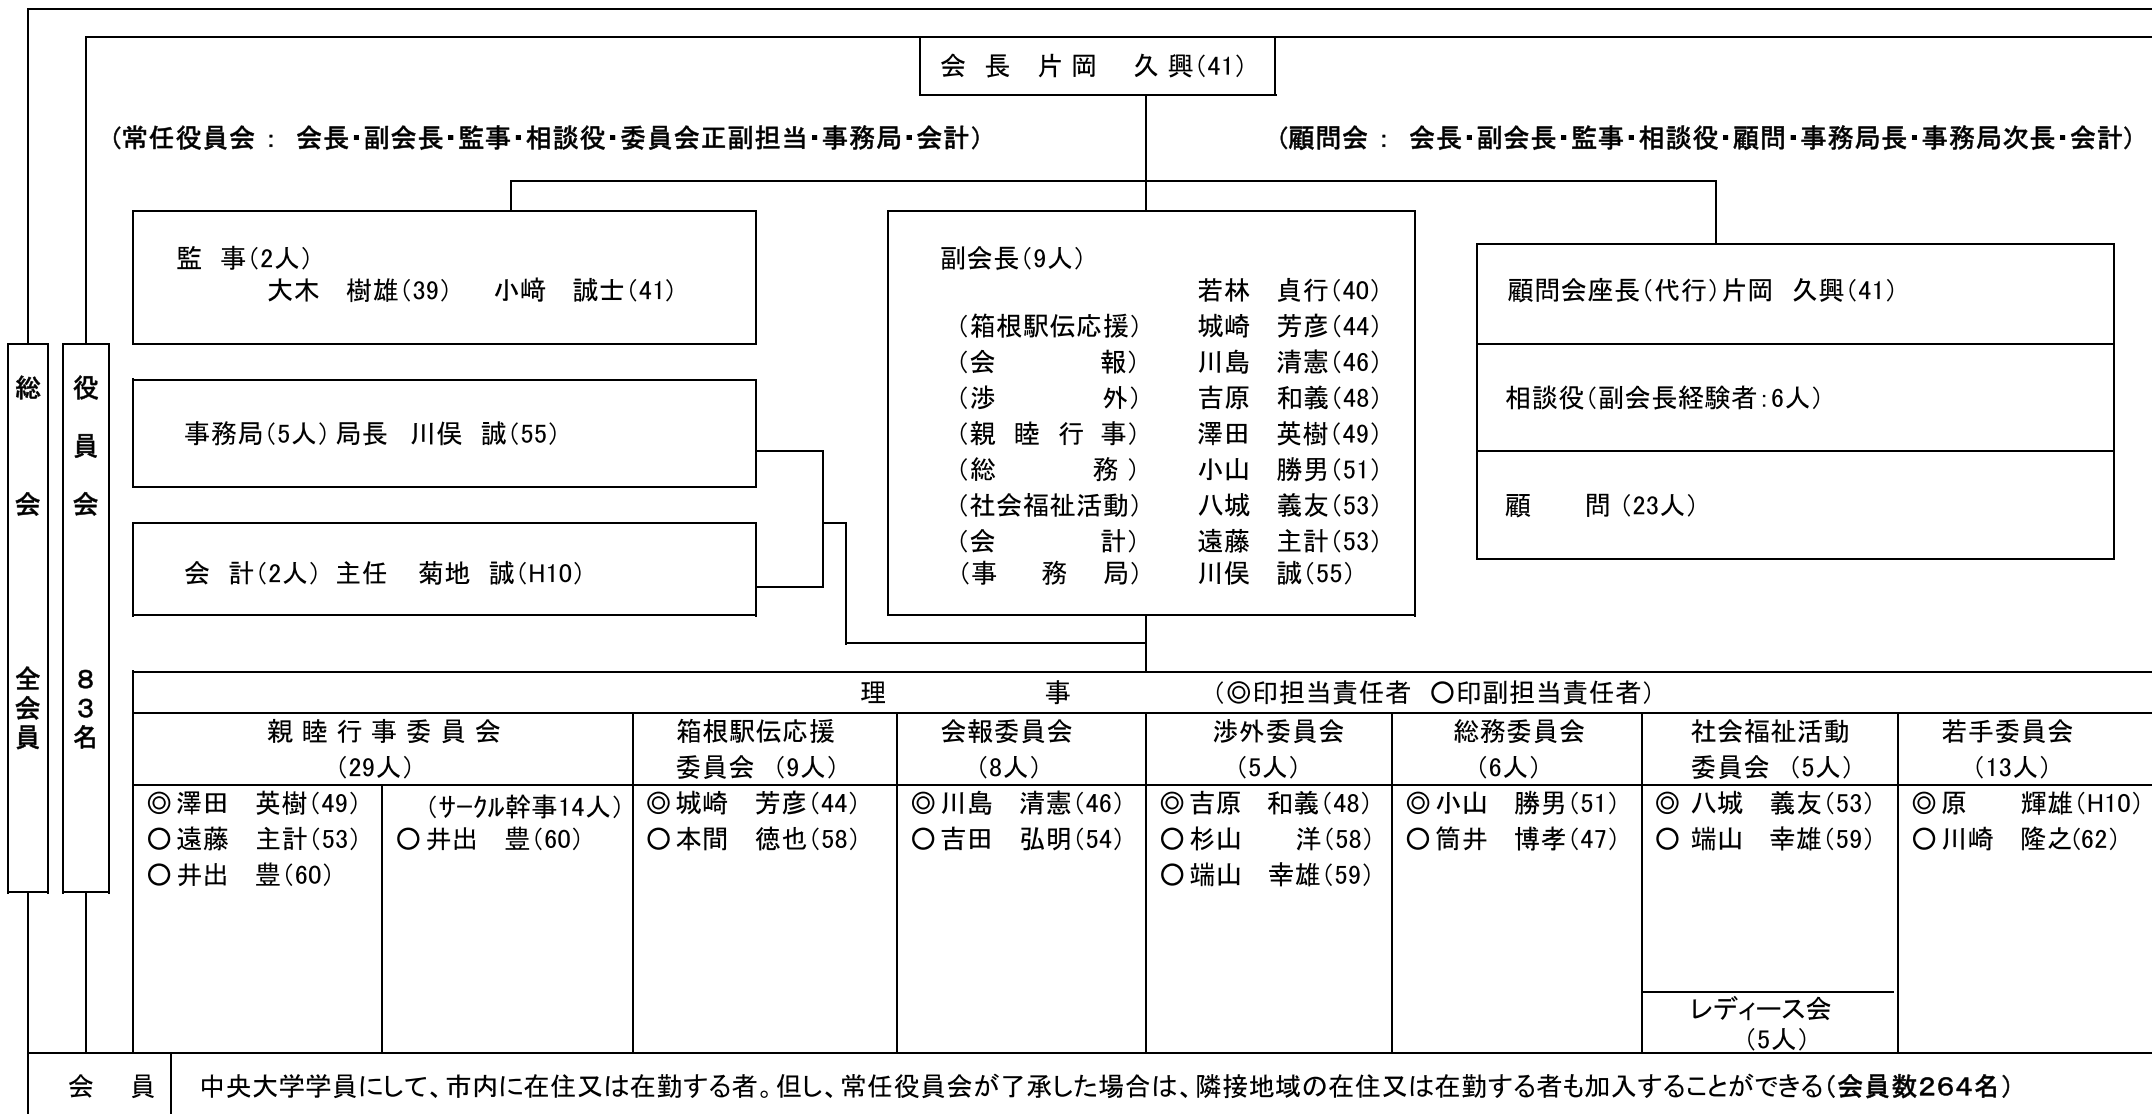 会 長 片 岡 久 興(41)
(常任役員会 : 会長・副会長・監事・相談役・委員会正副担当・事務局・会計)
(顧問会 : 会長・副会長・監事・相談役・顧問・事務局長・事務局次長・会計)
監 事(2人)
大木 樹雄(39) 小﨑 誠士(41)
事務局(5人) 局長 川俣 誠(55)
会 計(2人) 主任 菊地 誠(H10)
副会長(9人)
若林 貞行(40)
(箱根駅伝応援) 城崎 芳彦(44)
(会 報) 川島 清憲(46)
(渉 外) 吉原 和義(48)
(親 睦 行 事) 澤田 英樹(49)
(総 務 ) 小山 勝男(51)
(社会福祉活動) 八城 義友(53)
(会 計) 遠藤 主計(53)
(事 務 局) 川俣 誠(55)
顧問会座長(代行)片岡 久興(41)
相談役(副会長経験者:6人)
顧 問 (23人)
総 会 全会員
役 員 会 83名
理 事 (◎印担当責任者 ○印副担当責任者)
親 睦 行 事 委 員 会
(29人)
◎澤田 英樹(49)
○遠藤 主計(53)
○井出 豊(60)
(サークル幹事14人)
○井出 豊(60)
箱根駅伝応援
委員会 (9人)
◎城崎 芳彦(44)
○本間 徳也(58)
会報委員会
(8人)
◎川島 清憲(46)
○吉田 弘明(54)
渉外委員会
(5人)
◎吉原 和義(48)
○杉山 洋(58)
○端山 幸雄(59)
総務委員会
(6人)
◎小山 勝男(51)
○筒井 博孝(47)
社会福祉活動
委員会 (5人)
◎ 八城 義友(53)
○ 端山 幸雄(59)
レディース会
(5人)
若手委員会
(13人)
◎原 輝雄(H10)
○川崎 隆之(62)
会 員 中央大学学員にして、市内に在住又は在勤する者。但し、常任役員会が了承した場合は、隣接地域の在住又は在勤する者も加入することができる(会員数264名)